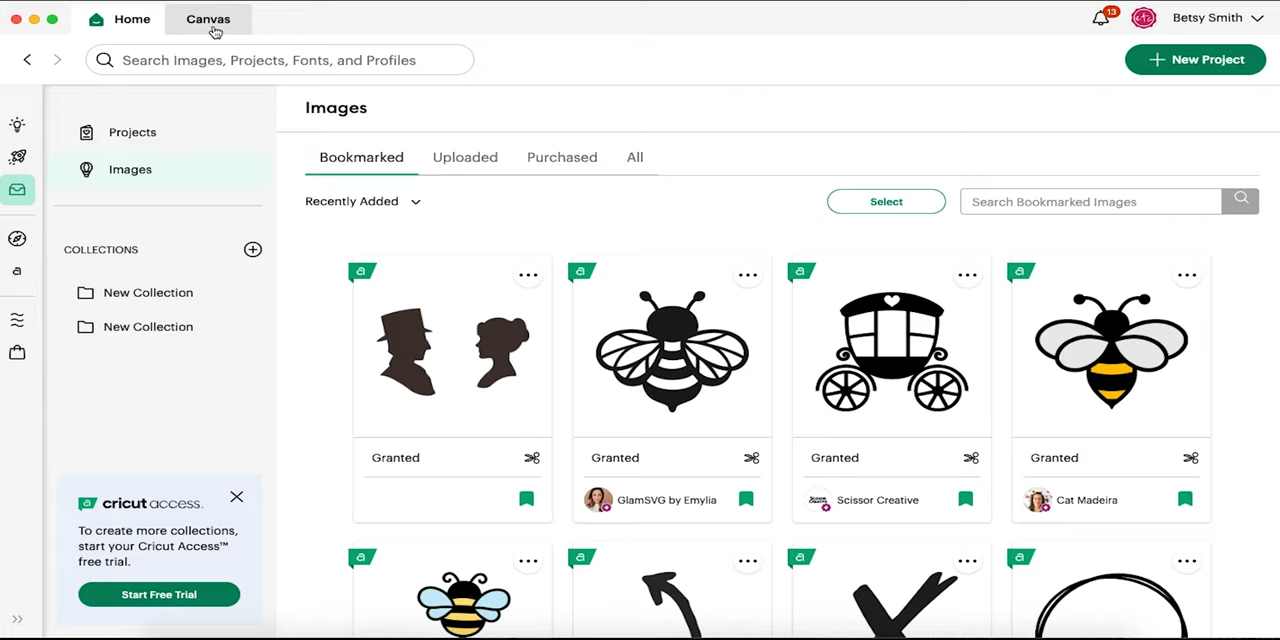 Home
Canvas
13
etc
Betsy Smith
Search Images, Projects, Fonts, and Profiles
New Project
Projects
Images
COLLECTIONS
New Collection
New Collection
a
cricut access.
To create more collections,
start your Cricut Access™
free trial.
Start Free Trial
Images
Bookmarked
Uploaded
Purchased
All
Recently Added
Select
Search Bookmarked Images
a
a
a
a
Granted
Granted
Granted
Granted
GlamSVG by Emylia
SCISSOR
CREATIVE
Scissor Creative
Cat Madeira
a
a
a
a
a